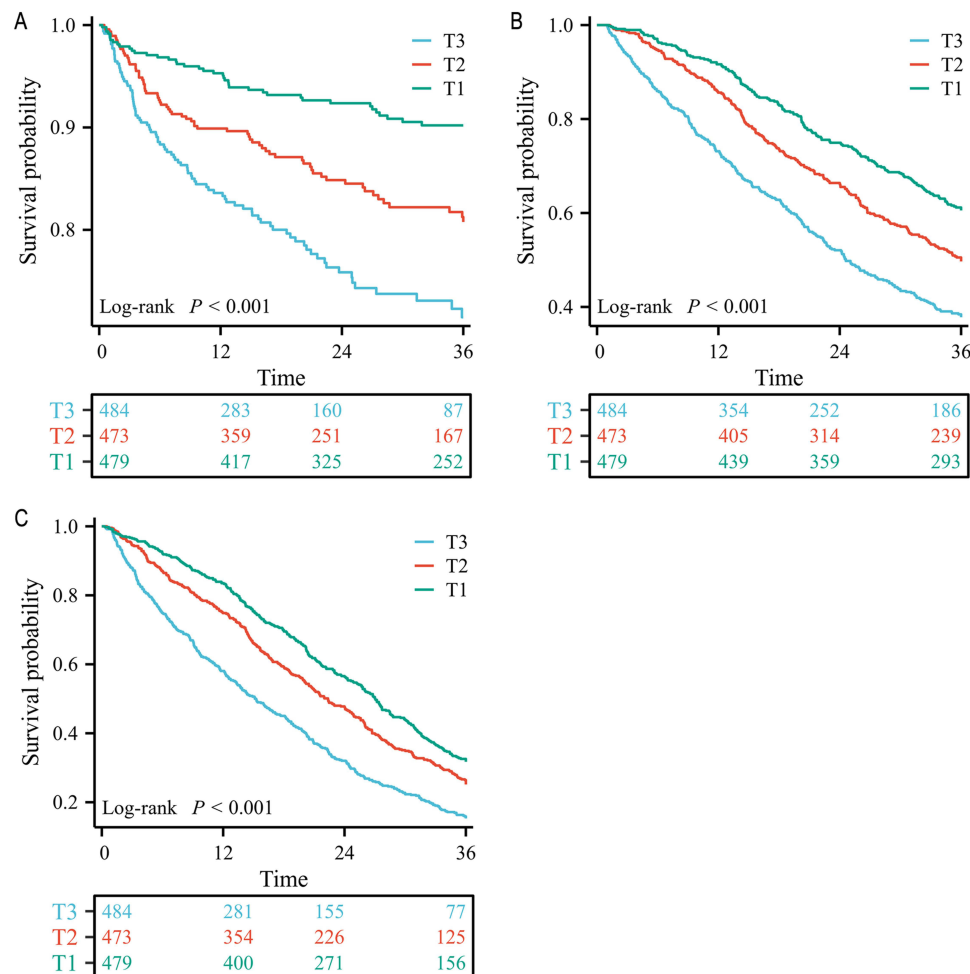 A
Survival probability
1.0
0.9
0.8
T3
T2
T1
Log-rank P < 0.001
0 12 24 36
Time
T3 484 283 160 87
T2 473 359 251 167
T1 479 417 325 252
B
Survival probability
1.0
0.8
0.6
0.4
T3
T2
T1
Log-rank P < 0.001
0 12 24 36
Time
T3 484 354 252 186
T2 473 405 314 239
T1 479 439 359 293
C
Survival probability
1.0
0.8
0.6
0.4
0.2
T3
T2
T1
Log-rank P < 0.001
0 12 24 36
Time
T3 484 281 155 77
T2 473 354 226 125
T1 479 400 271 156